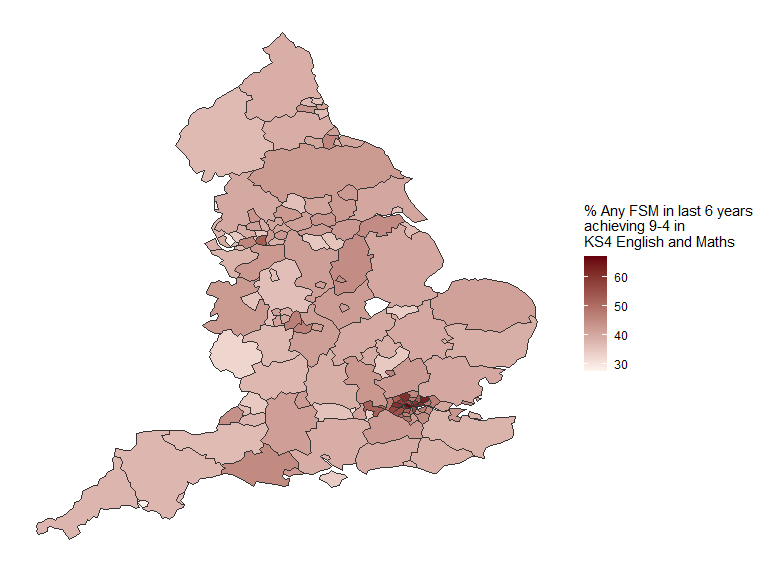 % Any FSM in last 6 years
achieving 9-4 in
KS4 English and Maths
60
50
40
30